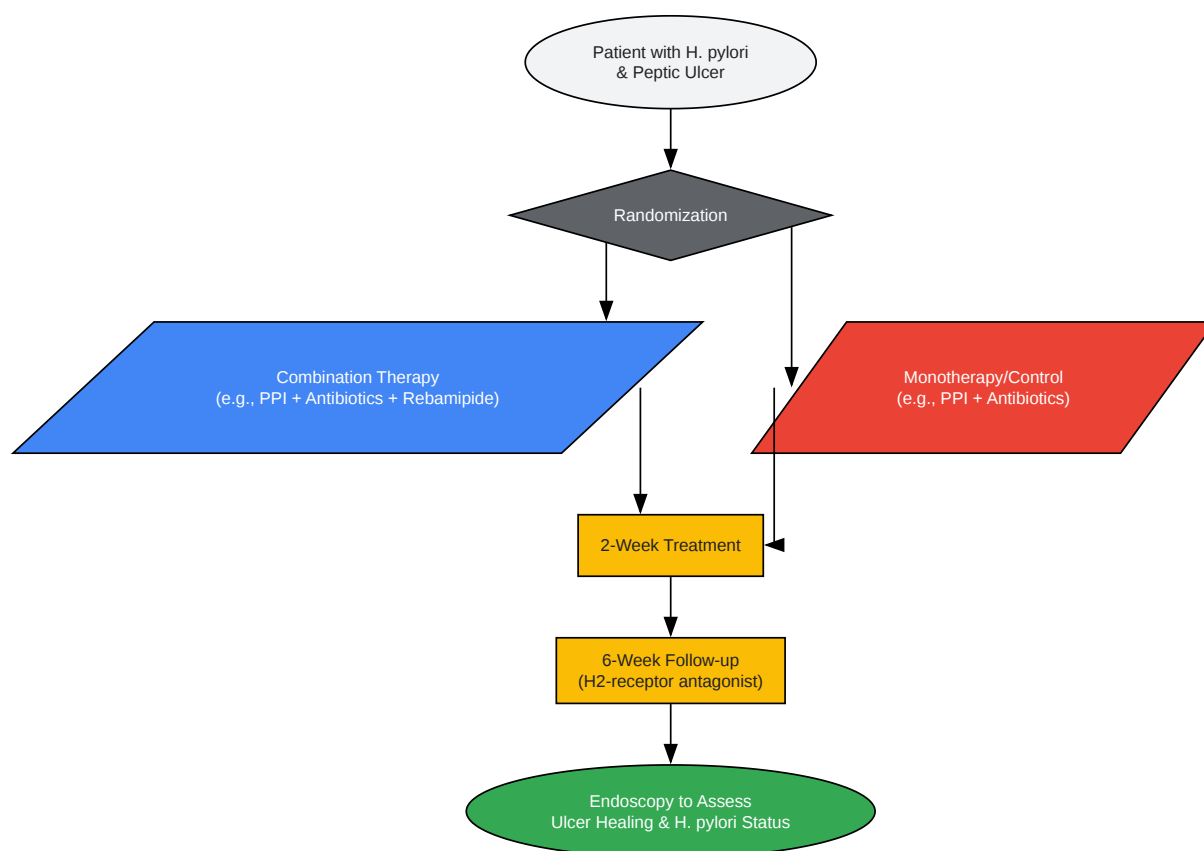 Patient with H. pylori
& Peptic Ulcer
Randomization
Combination Therapy
(e.g., PPI + Antibiotics + Rebamipide)
Monotherapy/Control
(e.g., PPI + Antibiotics)
2-Week Treatment
6-Week Follow-up
(H2-receptor antagonist)
Endoscopy to Assess
Ulcer Healing & H. pylori Status